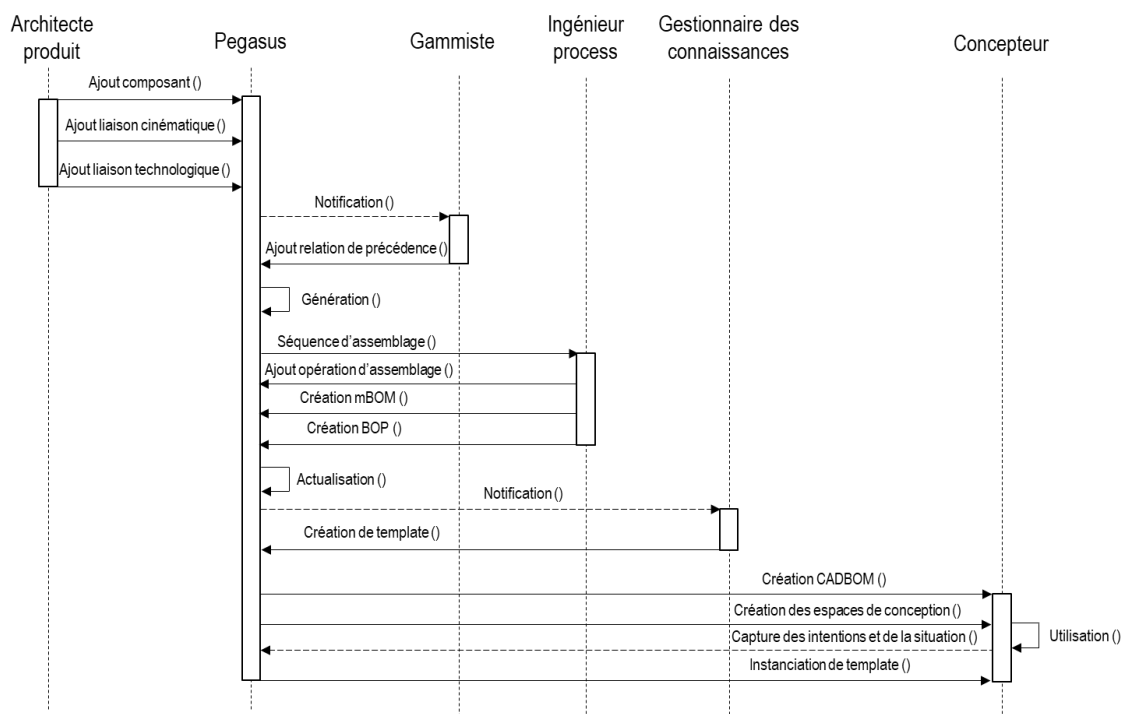 Architecte
produit
Pegasus
Gammiste
Ingénieur
process
Gestionnaire des
connaissances
Concepteur
Ajout composant ()
Ajout liaison cinématique ()
Ajout liaison technologique ()
Notification ()
Ajout relation de précédence ()
Génération ()
Séquence d’assemblage ()
Ajout opération d’assemblage ()
Création mBOM ()
Création BOP ()
Actualisation ()
Notification ()
Création de template ()
Création CADBOM ()
Création des espaces de conception ()
Utilisation ()
Capture des intentions et de la situation ()
Instanciation de template ()